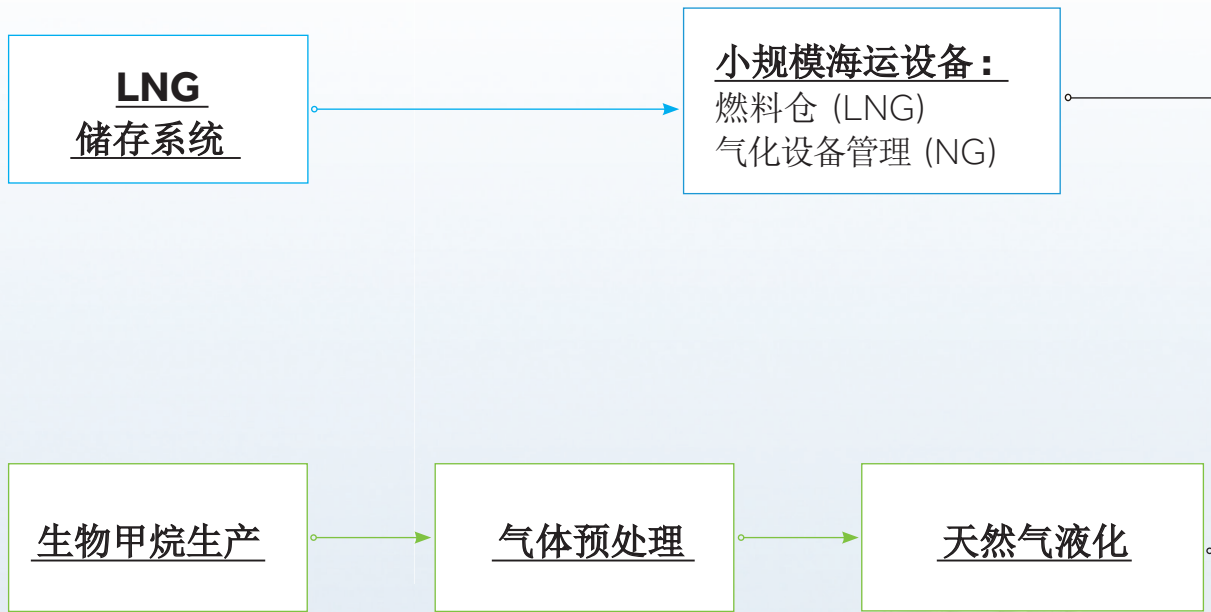 LNG
储存系统
小规模海运设备：
燃料仓 (LNG)
气化设备管理 (NG)
生物甲烷生产
气体预处理
天然气液化